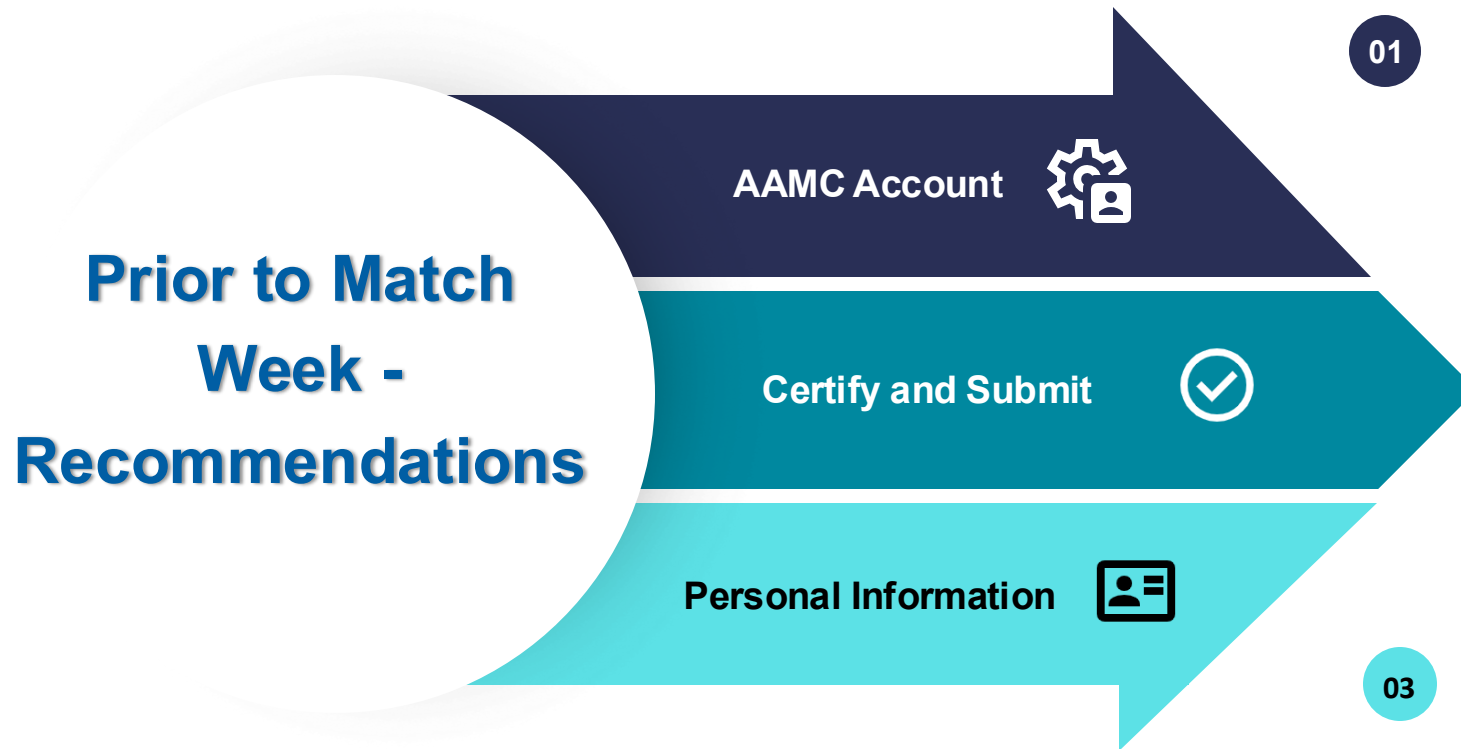 Prior to Match
Week -
Recommendations
01
AAMC Account
Certify and Submit
Personal Information
03